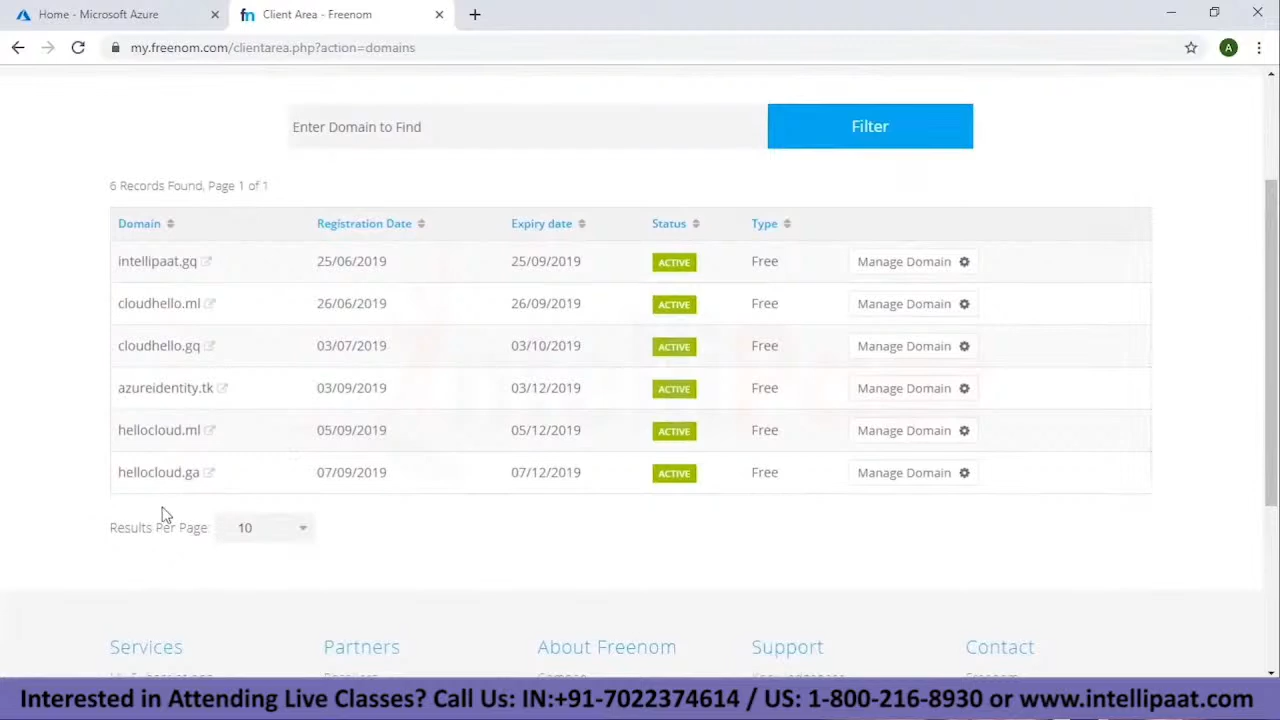 Home - Microsoft Azure
fn Client Area - Freenom
my.freenom.com/clientarea.php?action=domains
A
Enter Domain to Find
Filter
6 Records Found, Page 1 of 1
Domain Registration Date Expiry date Status Type
intellipaat.gq 25/06/2019 25/09/2019 ACTIVE Free Manage Domain
cloudhello.ml 26/06/2019 26/09/2019 ACTIVE Free Manage Domain
cloudhello.gq 03/07/2019 03/10/2019 ACTIVE Free Manage Domain
azureidentity.tk 03/09/2019 03/12/2019 ACTIVE Free Manage Domain
hellocloud.ml 05/09/2019 05/12/2019 ACTIVE Free Manage Domain
hellocloud.ga 07/09/2019 07/12/2019 ACTIVE Free Manage Domain
Results Per Page: 10
Services Partners About Freenom Support Contact
Interested in Attending Live Classes? Call Us: IN:+91-7022374614 / US: 1-800-216-8930 or www.intellipaat.com